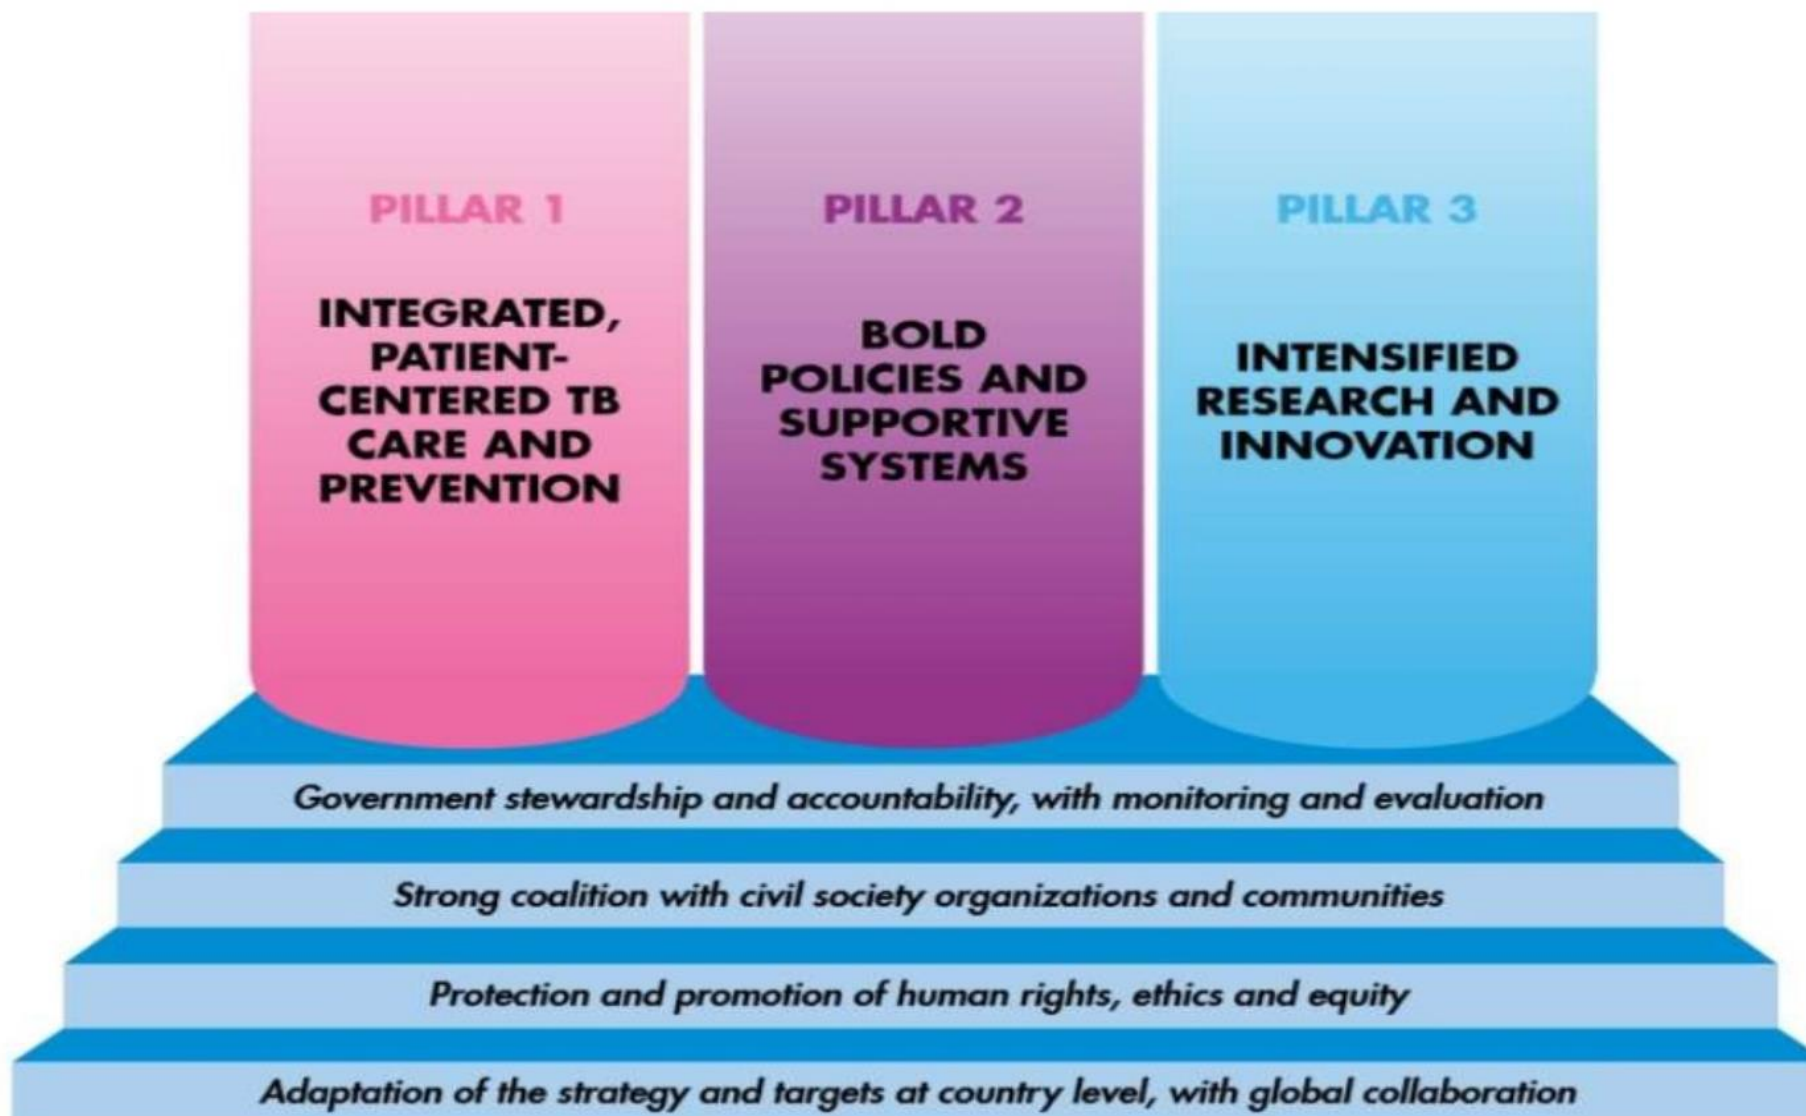 PILLAR 1
INTEGRATED,
PATIENT-
CENTERED TB
CARE AND
PREVENTION
PILLAR 2
BOLD
POLICIES AND
SUPPORTIVE
SYSTEMS
PILLAR 3
INTENSIFIED
RESEARCH AND
INNOVATION
Government stewardship and accountability, with monitoring and evaluation
Strong coalition with civil society organizations and communities
Protection and promotion of human rights, ethics and equity
Adaptation of the strategy and targets at country level, with global collaboration